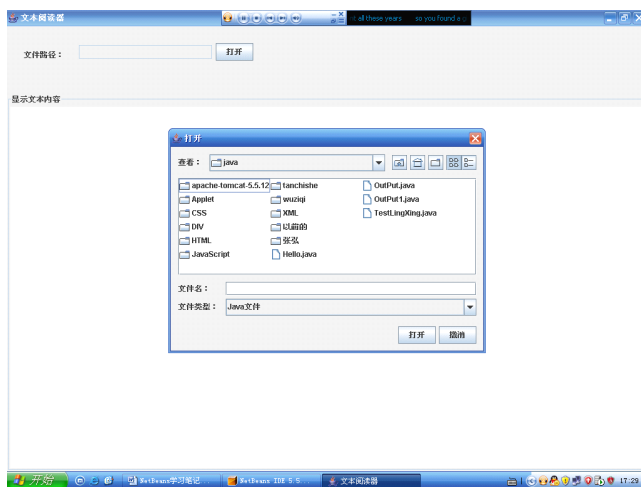 文本阅读器
all these years so you found a
文件路径： 打开
显示文本内容
打开
查看： java
apache-tomcat-5.5.12 tanchishe OutPut.java
Applet wuziqi OutPut1.java
CSS XML TestLingXing.java
DIV 以前的
HTML 张弘
JavaScript Hello.java
文件名：
文件类型： Java文件
打开 撤消
开始 NetBeans学习笔记... NetBeans IDE 5.5... 文本阅读器 17:29